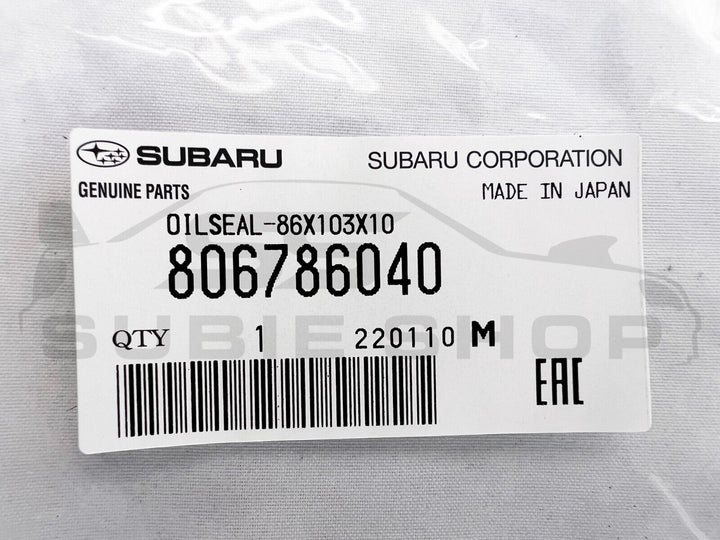 SUBARU SUBARU CORPORATION
GENUINE PARTS MADE IN JAPAN
OILSEAL-86X103X10
806786040
QTY 1 220110 M
SUBIE SHOP
EAC